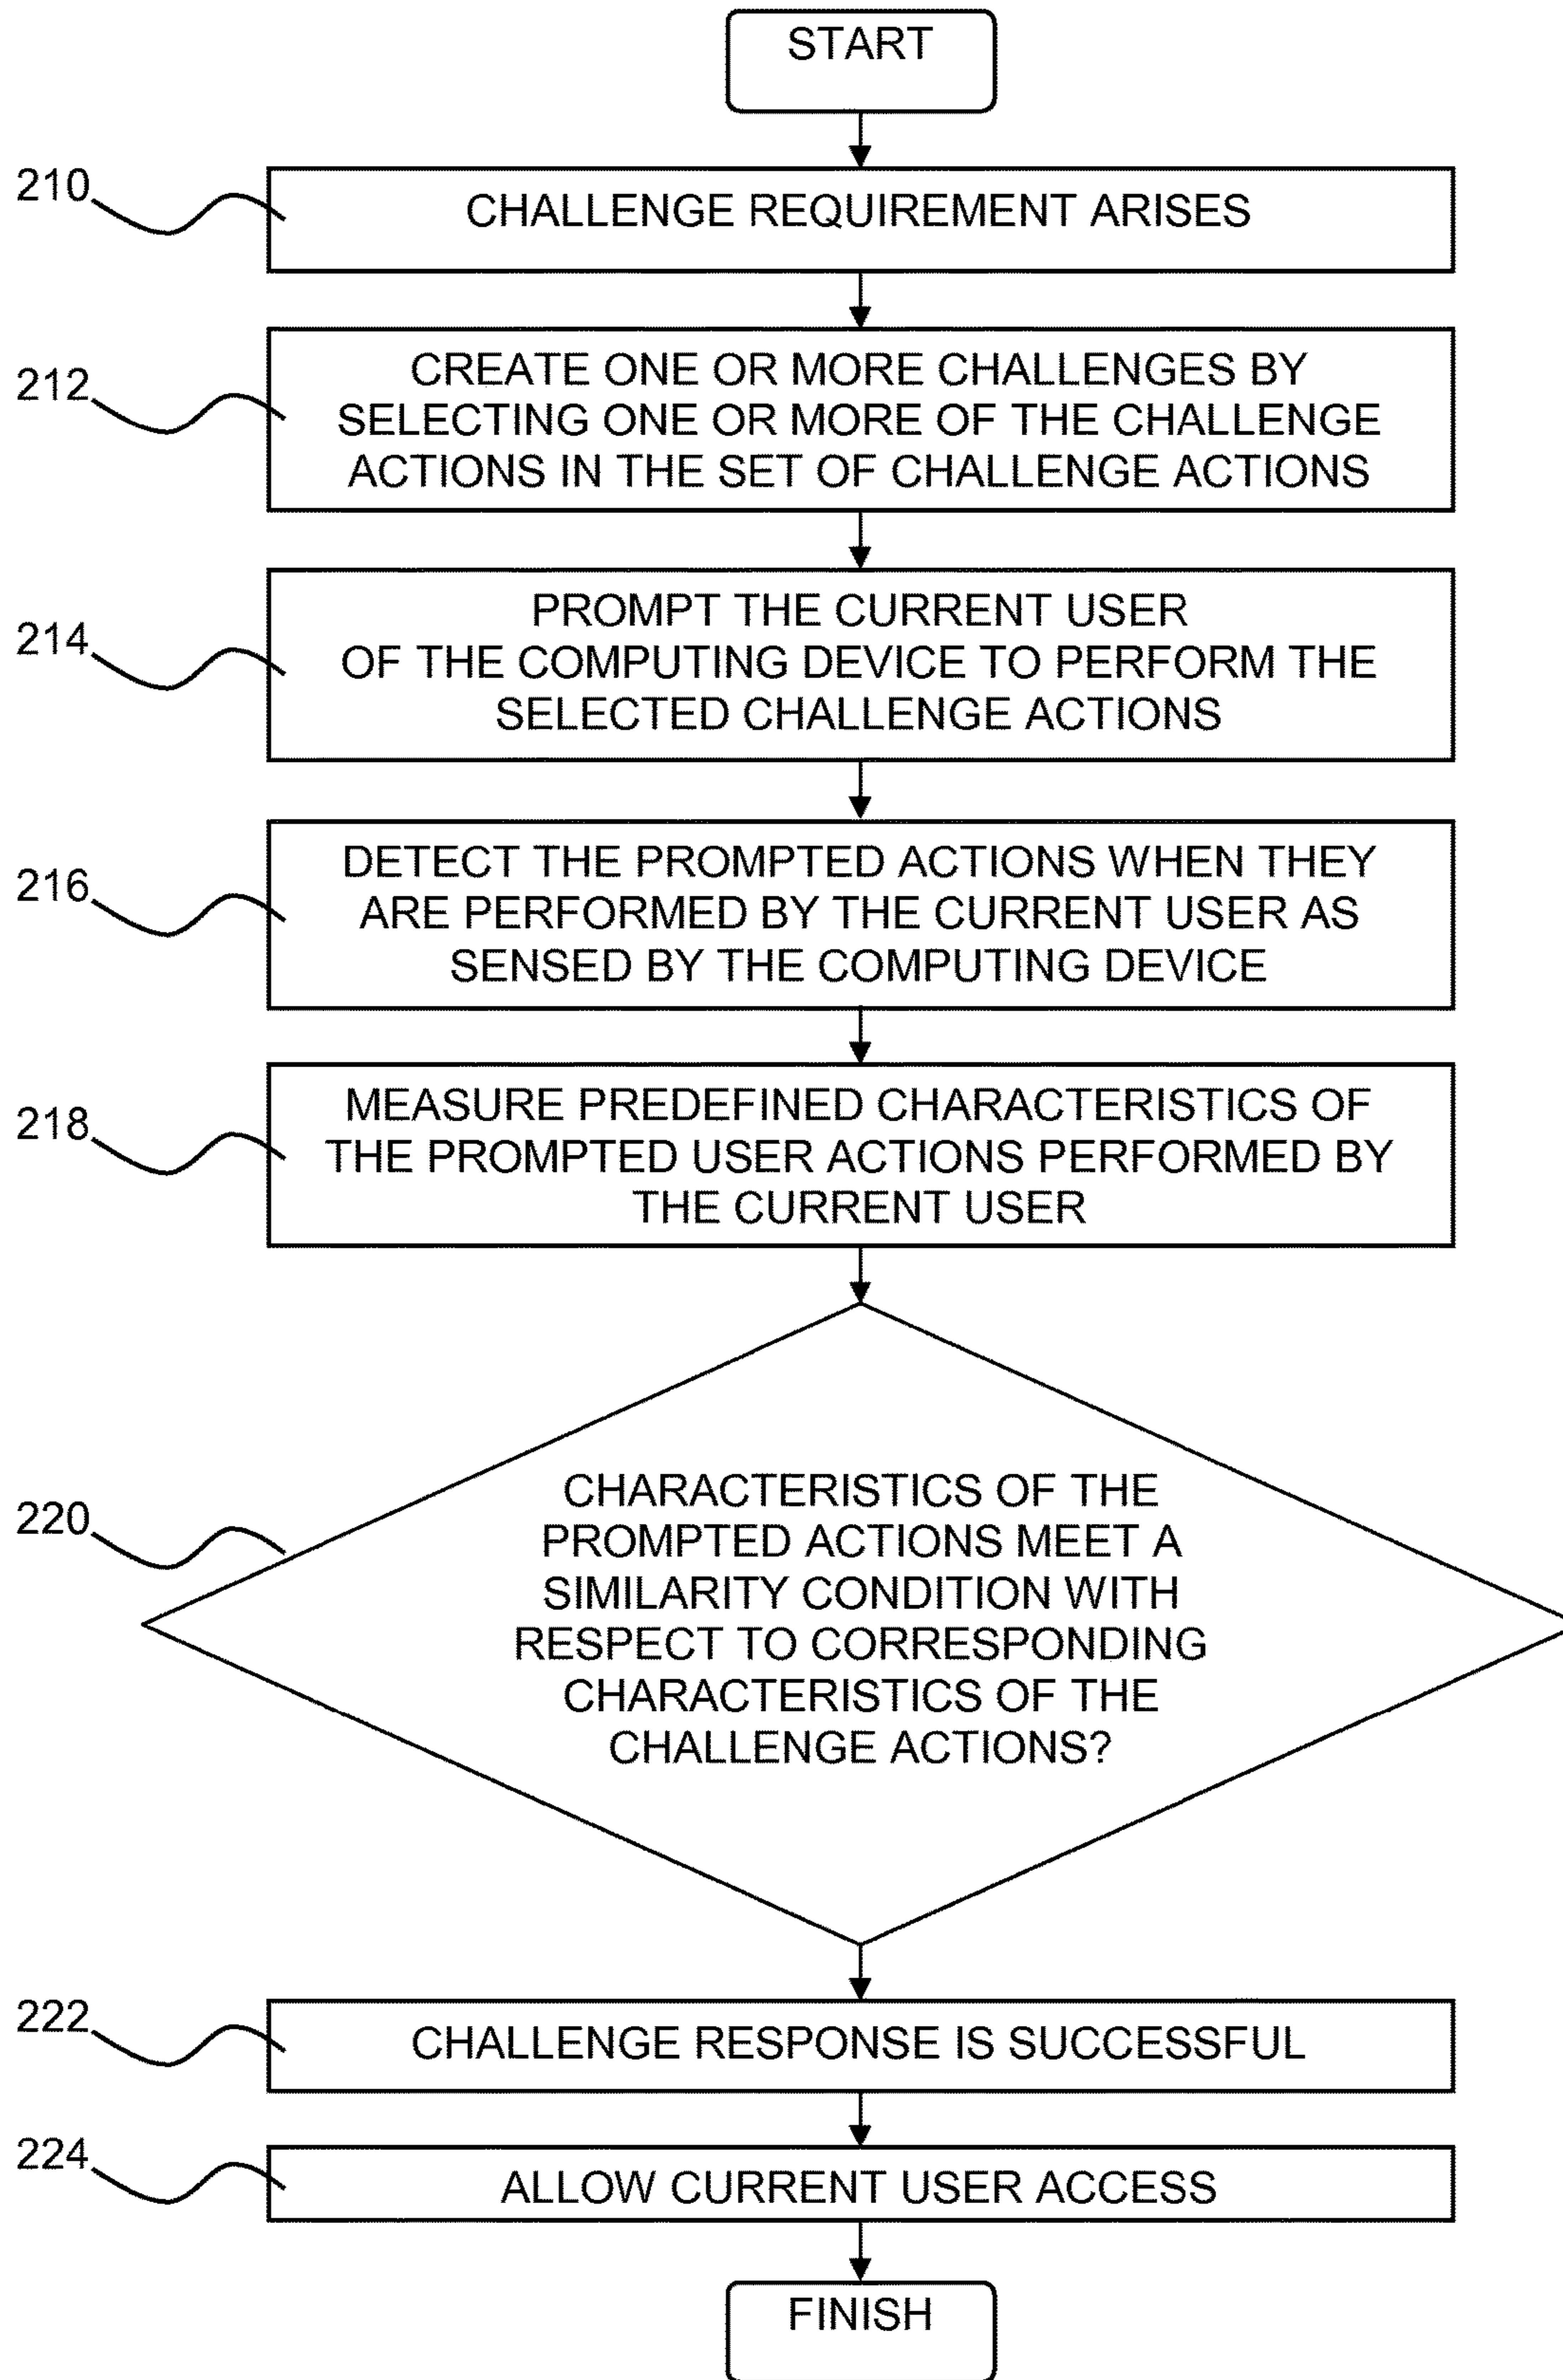 START
210
CHALLENGE REQUIREMENT ARISES
212
CREATE ONE OR MORE CHALLENGES BY
SELECTING ONE OR MORE OF THE CHALLENGE
ACTIONS IN THE SET OF CHALLENGE ACTIONS
214
PROMPT THE CURRENT USER
OF THE COMPUTING DEVICE TO PERFORM THE
SELECTED CHALLENGE ACTIONS
216
DETECT THE PROMPTED ACTIONS WHEN THEY
ARE PERFORMED BY THE CURRENT USER AS
SENSED BY THE COMPUTING DEVICE
218
MEASURE PREDEFINED CHARACTERISTICS OF
THE PROMPTED USER ACTIONS PERFORMED BY
THE CURRENT USER
220
CHARACTERISTICS OF THE
PROMPTED ACTIONS MEET A
SIMILARITY CONDITION WITH
RESPECT TO CORRESPONDING
CHARACTERISTICS OF THE
CHALLENGE ACTIONS?
222
CHALLENGE RESPONSE IS SUCCESSFUL
224
ALLOW CURRENT USER ACCESS
FINISH